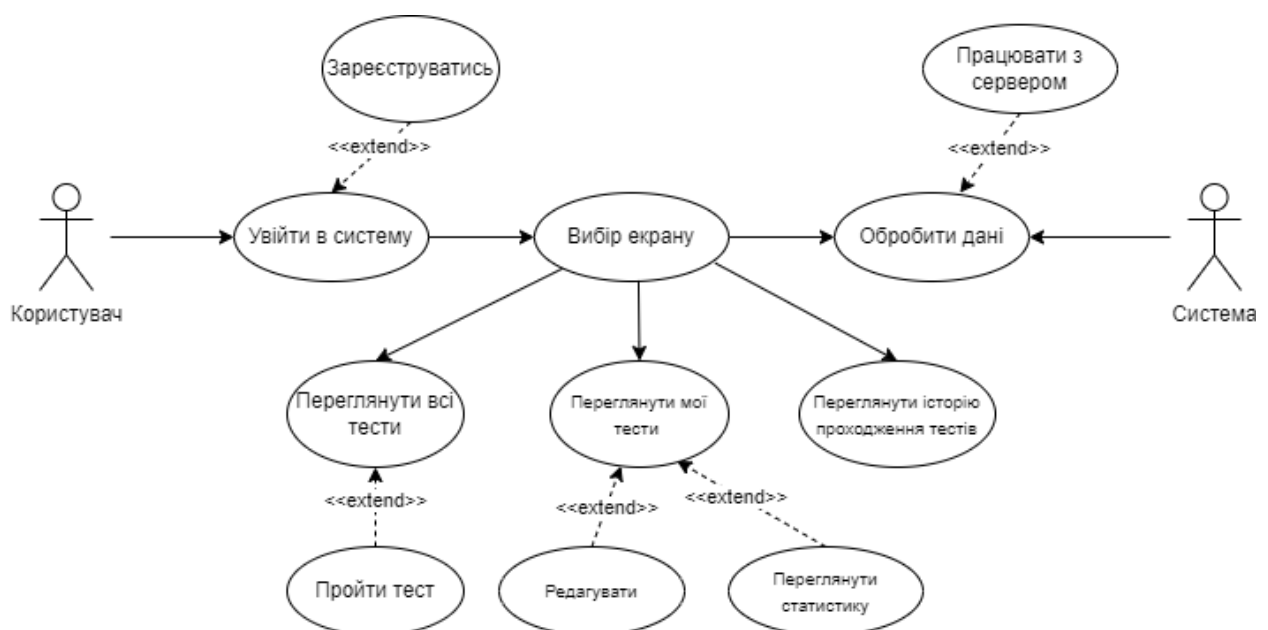 Зареєструватись
Працювати з
сервером
<<extend>>
<<extend>>
Увійти в систему
Вибір екрану
Обробити дані
Користувач
Система
Переглянути всі
тести
Переглянути мої
тести
Переглянути історію
проходження тестів
<<extend>>
<<extend>>
<<extend>>
Пройти тест
Редагувати
Переглянути
статистику